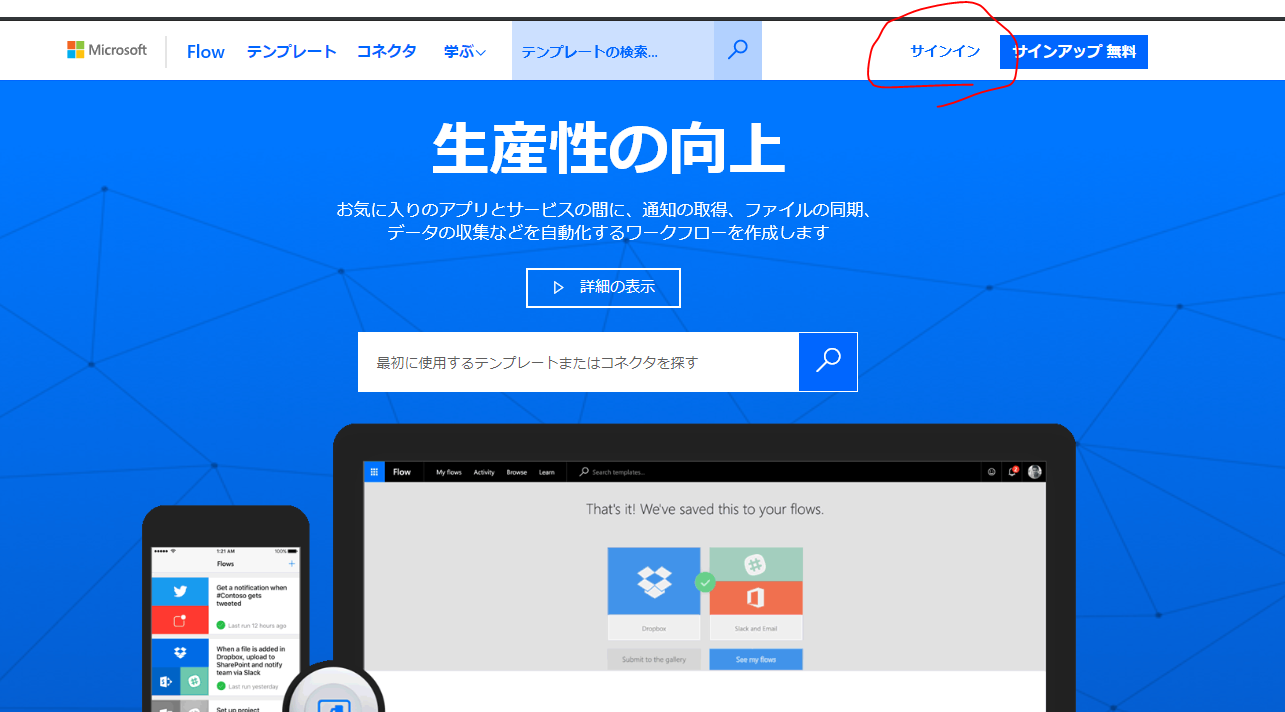 Microsoft
Flow テンプレート コネクタ 学ぶ
テンプレートの検索...
サインイン
サインアップ 無料
生産性の向上
お気に入りのアプリとサービスの間に、通知の取得、ファイルの同期、
データの収集などを自動化するワークフローを作成します
詳細の表示
最初に使用するテンプレートまたはコネクタを探す
Flow My flows Activity Browse Learn Search templates...
2
That's it! We've saved this to your flows.
Dropbox
Slack and Email
Submit to the gallery
See my flows
1:21 AM
100%
Flows
Get a notification when
#Contoso gets
tweeted
Last run 12 hours ago
When a file is added in
Dropbox, upload to
SharePoint and notify
team via Slack
Last run yesterday
Set up project